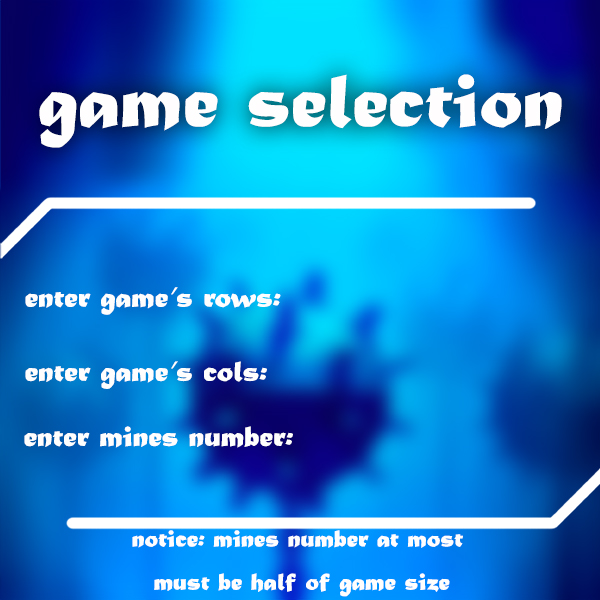 game selection
enter game's rows:
enter game's cols:
enter mines number:
notice: mines number at most
must be half of game size